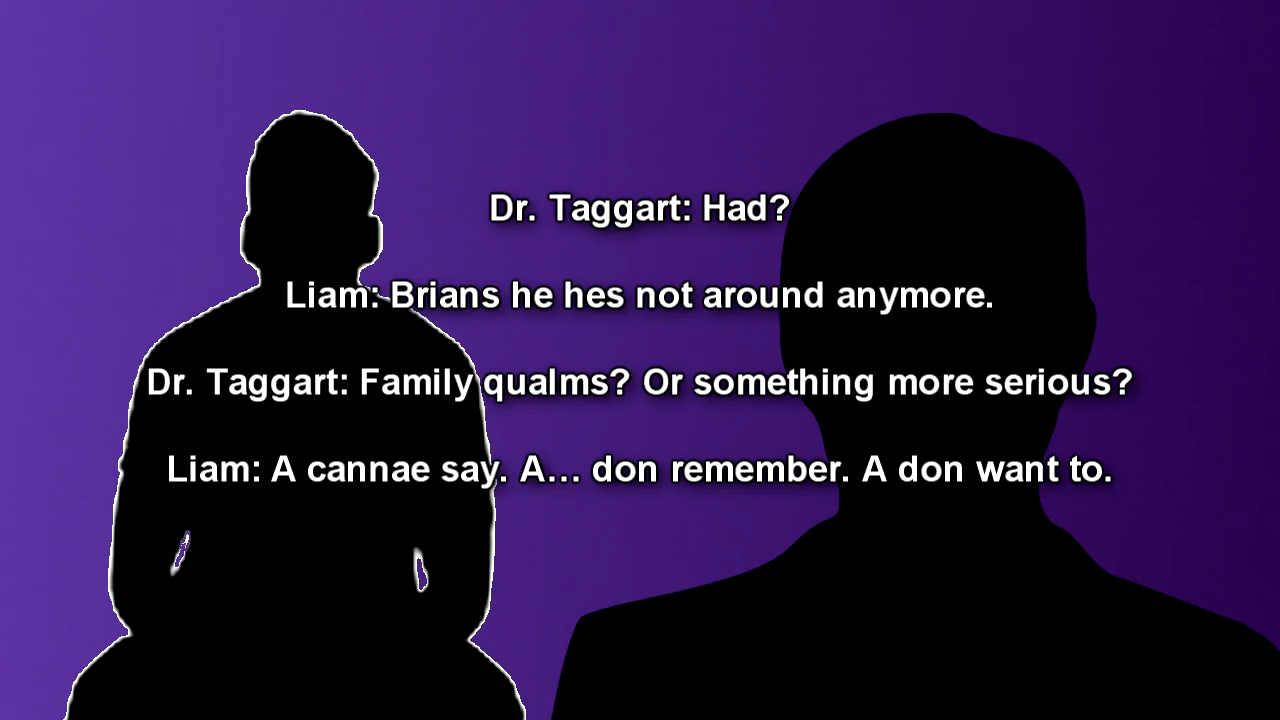 Dr. Taggart: Had?
Liam: Brians he hes not around anymore.
Dr. Taggart: Family qualms? Or something more serious?
Liam: A cannae say. A… don remember. A don want to.